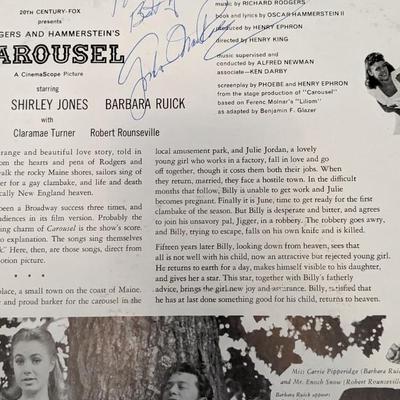 20TH CENTURY-FOX
presents
GERS AND HAMMERSTEIN'S
AROUSEL
A CinemaScope Picture
starring
SHIRLEY JONES BARBARA RUICK
with
Claramae Turner Robert Rounseville
Best
music by RICHARD RODGERS
book and lyrics by OSCAR HAMMERSTEIN II
produced by HENRY EPHRON
directed by HENRY KING
music supervised and
conducted by ALFRED NEWMAN
associate—KEN DARBY
screenplay by PHOEBE and HENRY EPHRON
from the stage production of "Carousel"
based on Ferenc Molnar's "Liliom"
as adapted by Benjamin F. Glazer
range and beautiful love story, told in
om the hearts and pens of Rodgers and
walk the rocky Maine shores, sailors sing of
er for a gay clambake, and life and death
ically New England heaven.
been a Broadway success three times, and
udiences in its film version. Probably the
ing charm of Carousel is the show's score.
o explanation. The songs sing themselves
." Here, then, are those songs, direct from
otion picture.
* * *
place, a small town on the coast of Maine.
e and proud barker for the carousel in the
local amusement park, and Julie Jordan, a lovely
young girl who works in a factory, fall in love and go
off together, though it costs them both their jobs. When
they return, married, they face a hostile town. In the difficult
months that follow, Billy is unable to get work and Julie
becomes pregnant. Finally it is June, time to get ready for the first
clambake of the season. But Billy is desperate and bitter, and agrees
to join his unsavory pal, Jigger, in a robbery. The robbery goes awry,
and Billy, trying to escape, falls on his own knife and is killed.
Fifteen years later Billy, looking down from heaven, sees that
all is not well with his child, now an attractive but rejected young girl.
He returns to earth for a day, makes himself visible to his daughter,
and gives her a star. This star, together with Billy's fatherly
advice, brings the girl new joy and assurance. Billy, satisfied that
he has at last done something good for his child, returns to heaven.
Miss Carrie Pipperidge (Barbara Ruick)
and Mr. Enoch Snow (Robert Rounseville)
Barbara Ruick appears